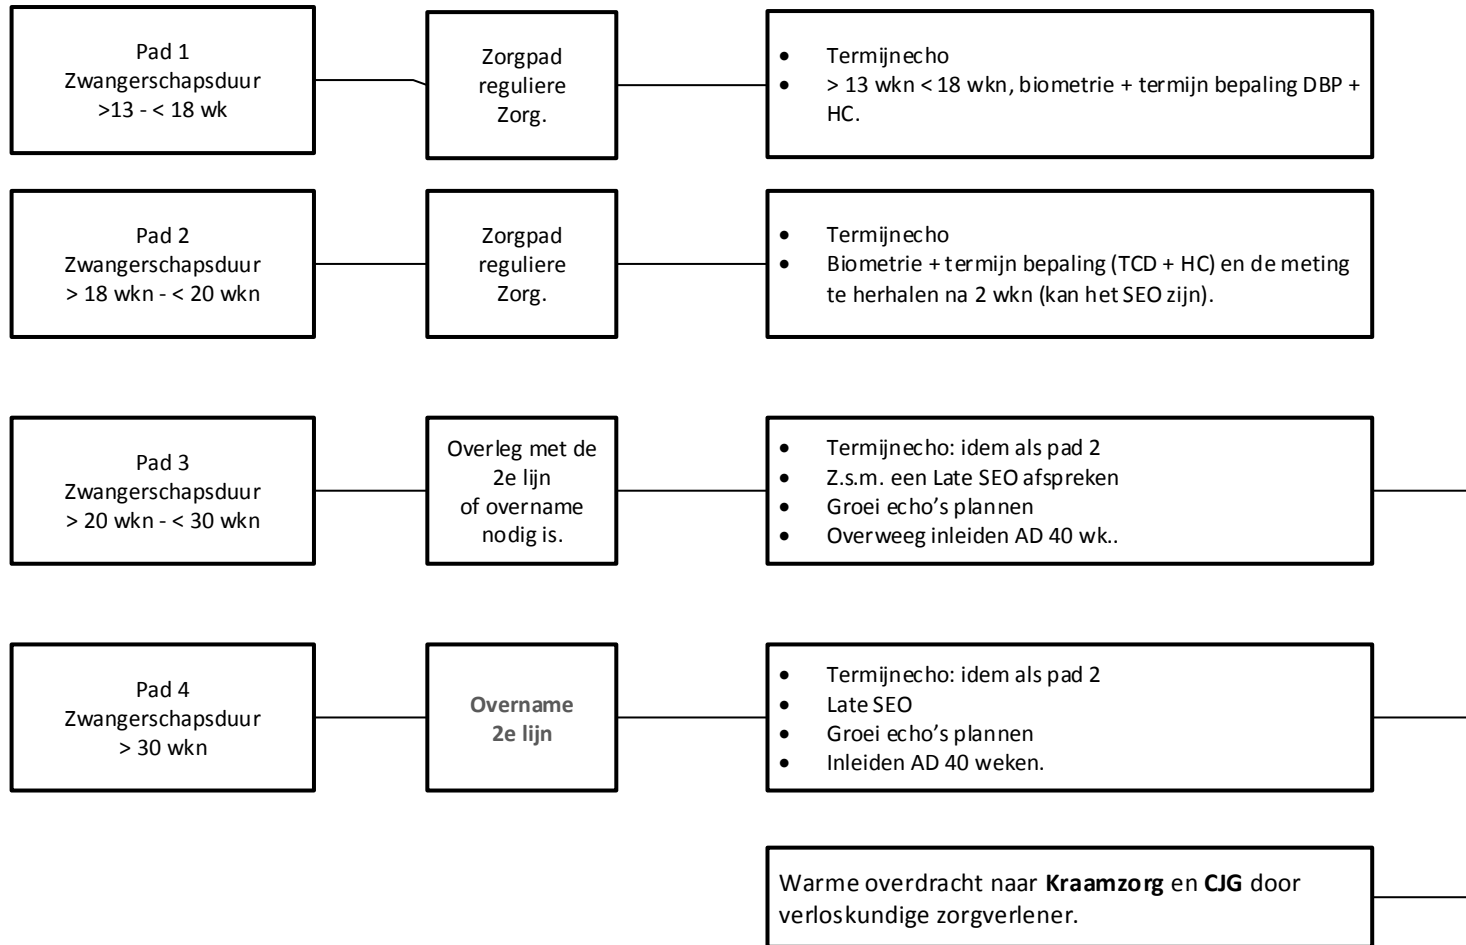 Pad 1
Zwangerschapsduur
>13 - < 18 wk
Zorgpad
reguliere
Zorg.
• Termijnecho
• > 13 wkn < 18 wkn, biometrie + termijn bepaling DBP +
HC.
Pad 2
Zwangerschapsduur
> 18 wkn - < 20 wkn
Zorgpad
reguliere
Zorg.
• Termijnecho
• Biometrie + termijn bepaling (TCD + HC) en de meting
te herhalen na 2 wkn (kan het SEO zijn).
Pad 3
Zwangerschapsduur
> 20 wkn - < 30 wkn
Overleg met de
2e lijn
of overname
nodig is.
• Termijnecho: idem als pad 2
• Z.s.m. een Late SEO afspreken
• Groei echo's plannen
• Overweeg inleiden AD 40 wk..
Pad 4
Zwangerschapsduur
> 30 wkn
Overname
2e lijn
• Termijnecho: idem als pad 2
• Late SEO
• Groei echo's plannen
• Inleiden AD 40 weken.
Warme overdracht naar Kraamzorg en CJG door
verloskundige zorgverlener.